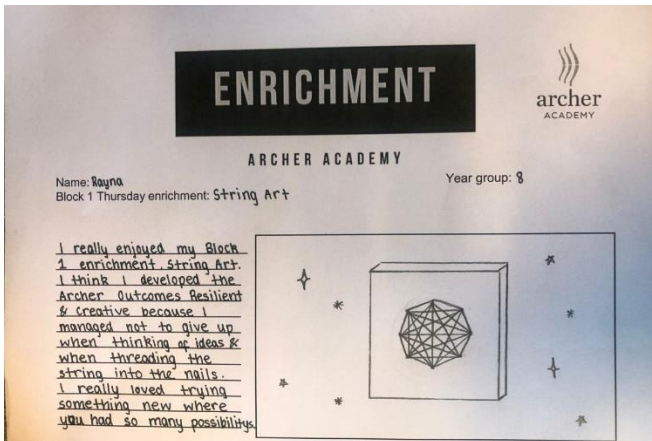 ENRICHMENT
archer
ACADEMY
ARCHER ACADEMY
Name: Rayna
Year group: 8
Block 1 Thursday enrichment: String Art
I really enjoyed my Block
1 enrichment, String Art.
I think I developed the
Archer Outcomes Resilient
& Creative because I
managed not to give up
when thinking of ideas &
when threading the
string into the nails.
I really loved trying
something new where
you had so many possibilitys.